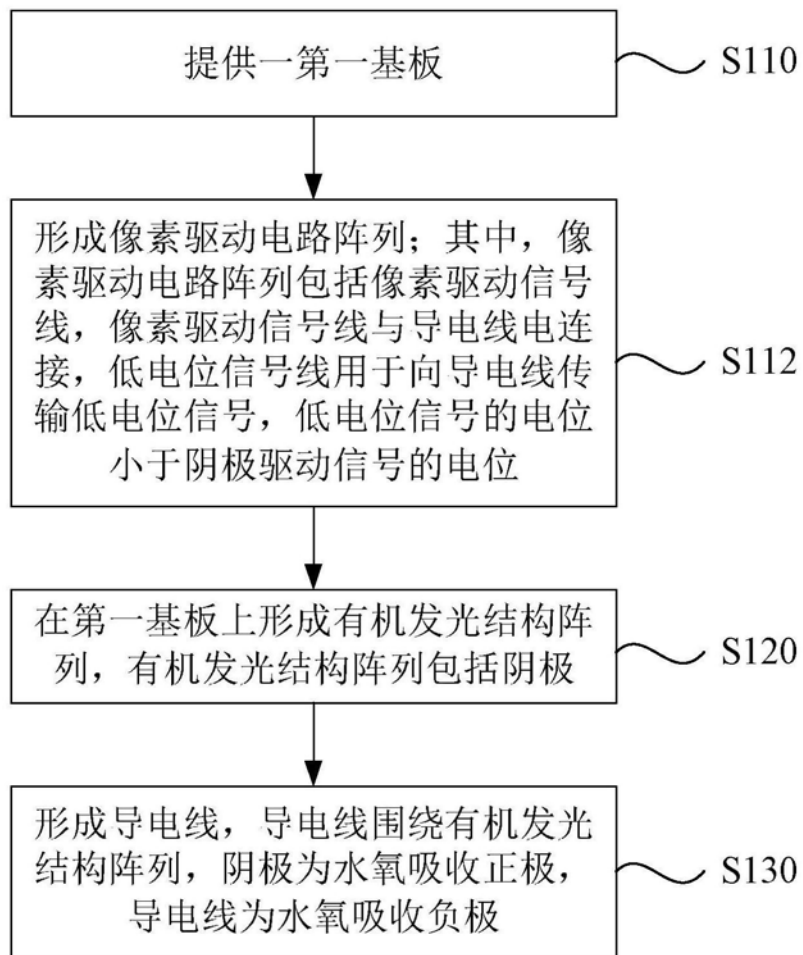 提供一第一基板
S110
形成像素驱动电路阵列；其中，像
素驱动电路阵列包括像素驱动信号
线，像素驱动信号线与导电线电连
接，低电位信号线用于向导电线传
输低电位信号，低电位信号的电位
小于阴极驱动信号的电位
S112
在第一基板上形成有机发光结构阵
列，有机发光结构阵列包括阴极
S120
形成导电线，导电线围绕有机发光
结构阵列，阴极为水氧吸收正极，
导电线为水氧吸收负极
S130